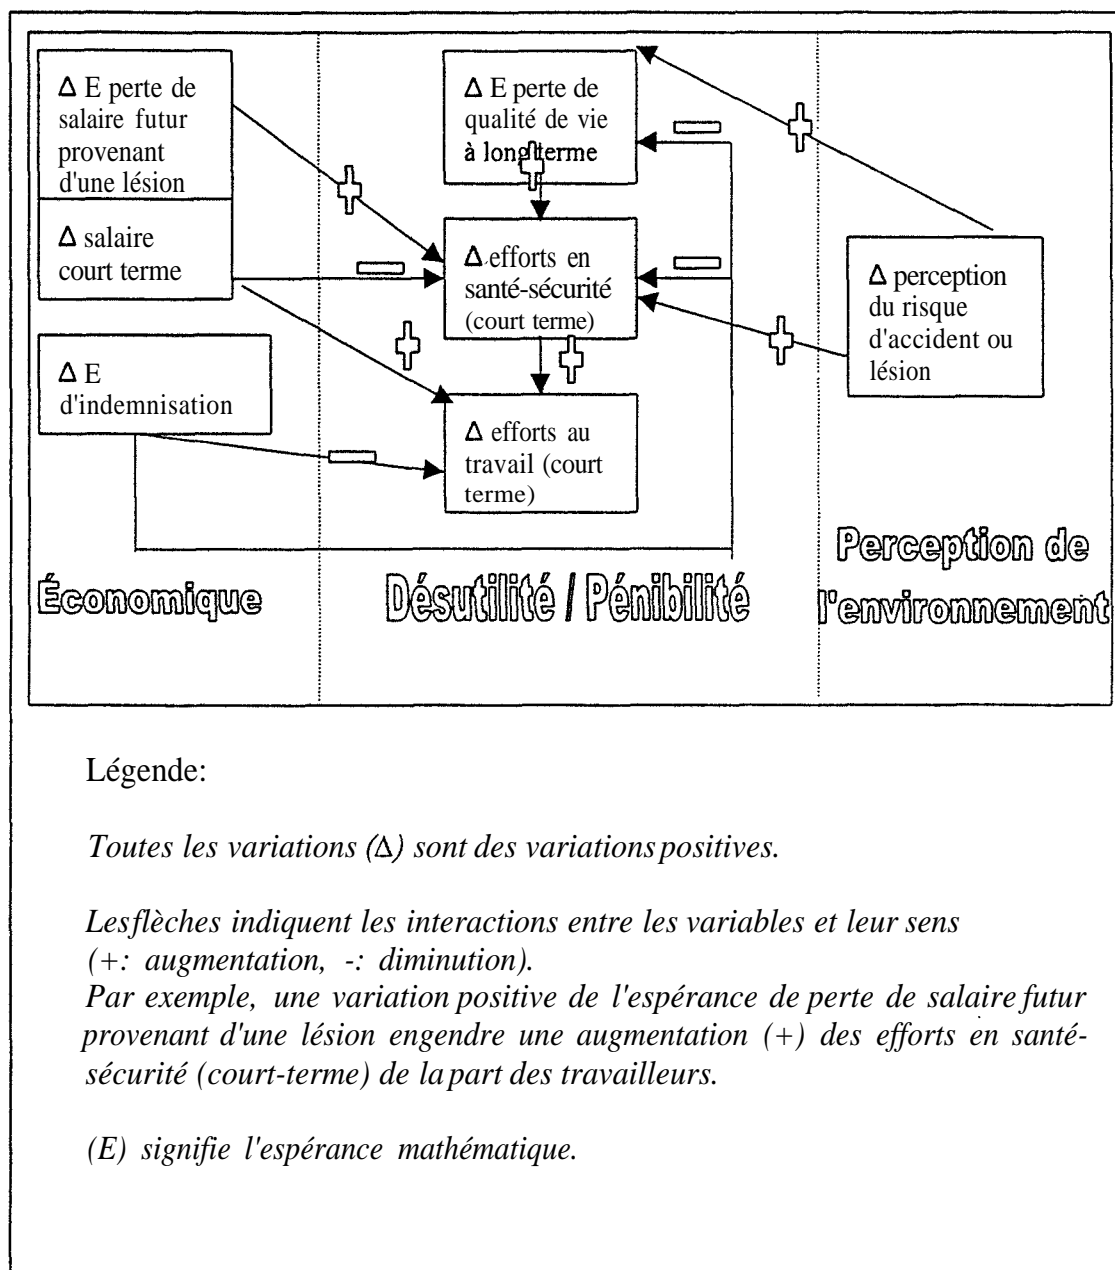 Δ E perte de
salaire futur
provenant
d'une lésion
Δ salaire
court terme
Δ E
d'indemnisation
Δ E perte de
qualité de vie
à long terme
Δ efforts en
santé-sécurité
(court terme)
Δ efforts au
travail (court
terme)
Δ perception
du risque
d'accident ou
lésion
+
-
+
-
+
+
+
-
-
+
+
Économique
Désutilité / Pénibilité
Perception de
l'environnement
Légende:
Toutes les variations (Δ) sont des variations positives.
Les flèches indiquent les interactions entre les variables et leur sens
(+: augmentation, -: diminution).
Par exemple, une variation positive de l'espérance de perte de salaire futur
provenant d'une lésion engendre une augmentation (+) des efforts en santé-
sécurité (court-terme) de la part des travailleurs.
(E) signifie l'espérance mathématique.